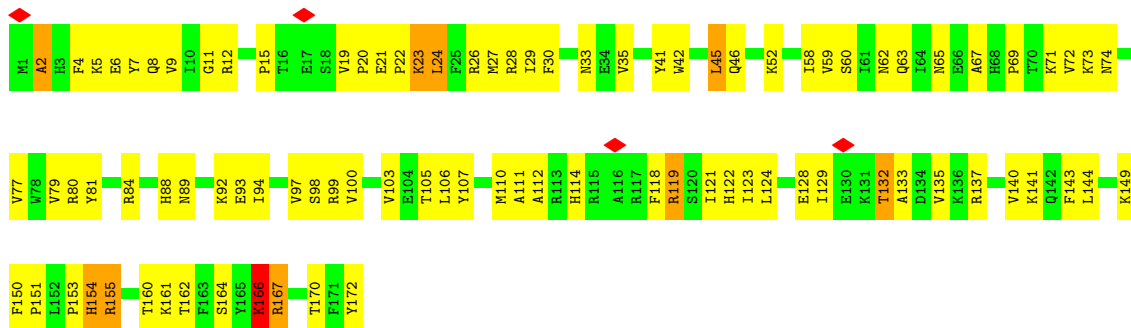 M1 A2 H3 F4 K5 E6 Y7 Q8 V9 I10 G11 R12 P15 T16 E17 S18 V19 P20 E21 P22 K23 L24 F25 R26 M27 R28 I29 F30 N33 E34 V35 Y41 W42 L45 Q46 K52 I58 V59 S60 I61 N62 Q63 I64 N65 E66 A67 H68 P69 T70 K71 V72 K73 N74
V77 W78 V79 R80 Y81 R84 H88 N89 K92 E93 I94 V97 S98 R99 V100 V103 E104 T105 L106 Y107 M110 A111 A112 R113 H114 R115 A116 R117 F118 R119 S120 I121 H122 I123 L124 E128 I129 E130 K131 T132 A133 D134 V135 K136 R137 V140 K141 Q142 F143 L144 K149
F150 P151 L152 P153 H154 R155 T160 K161 T162 F163 S164 Y165 K166 R167 T170 F171 Y172